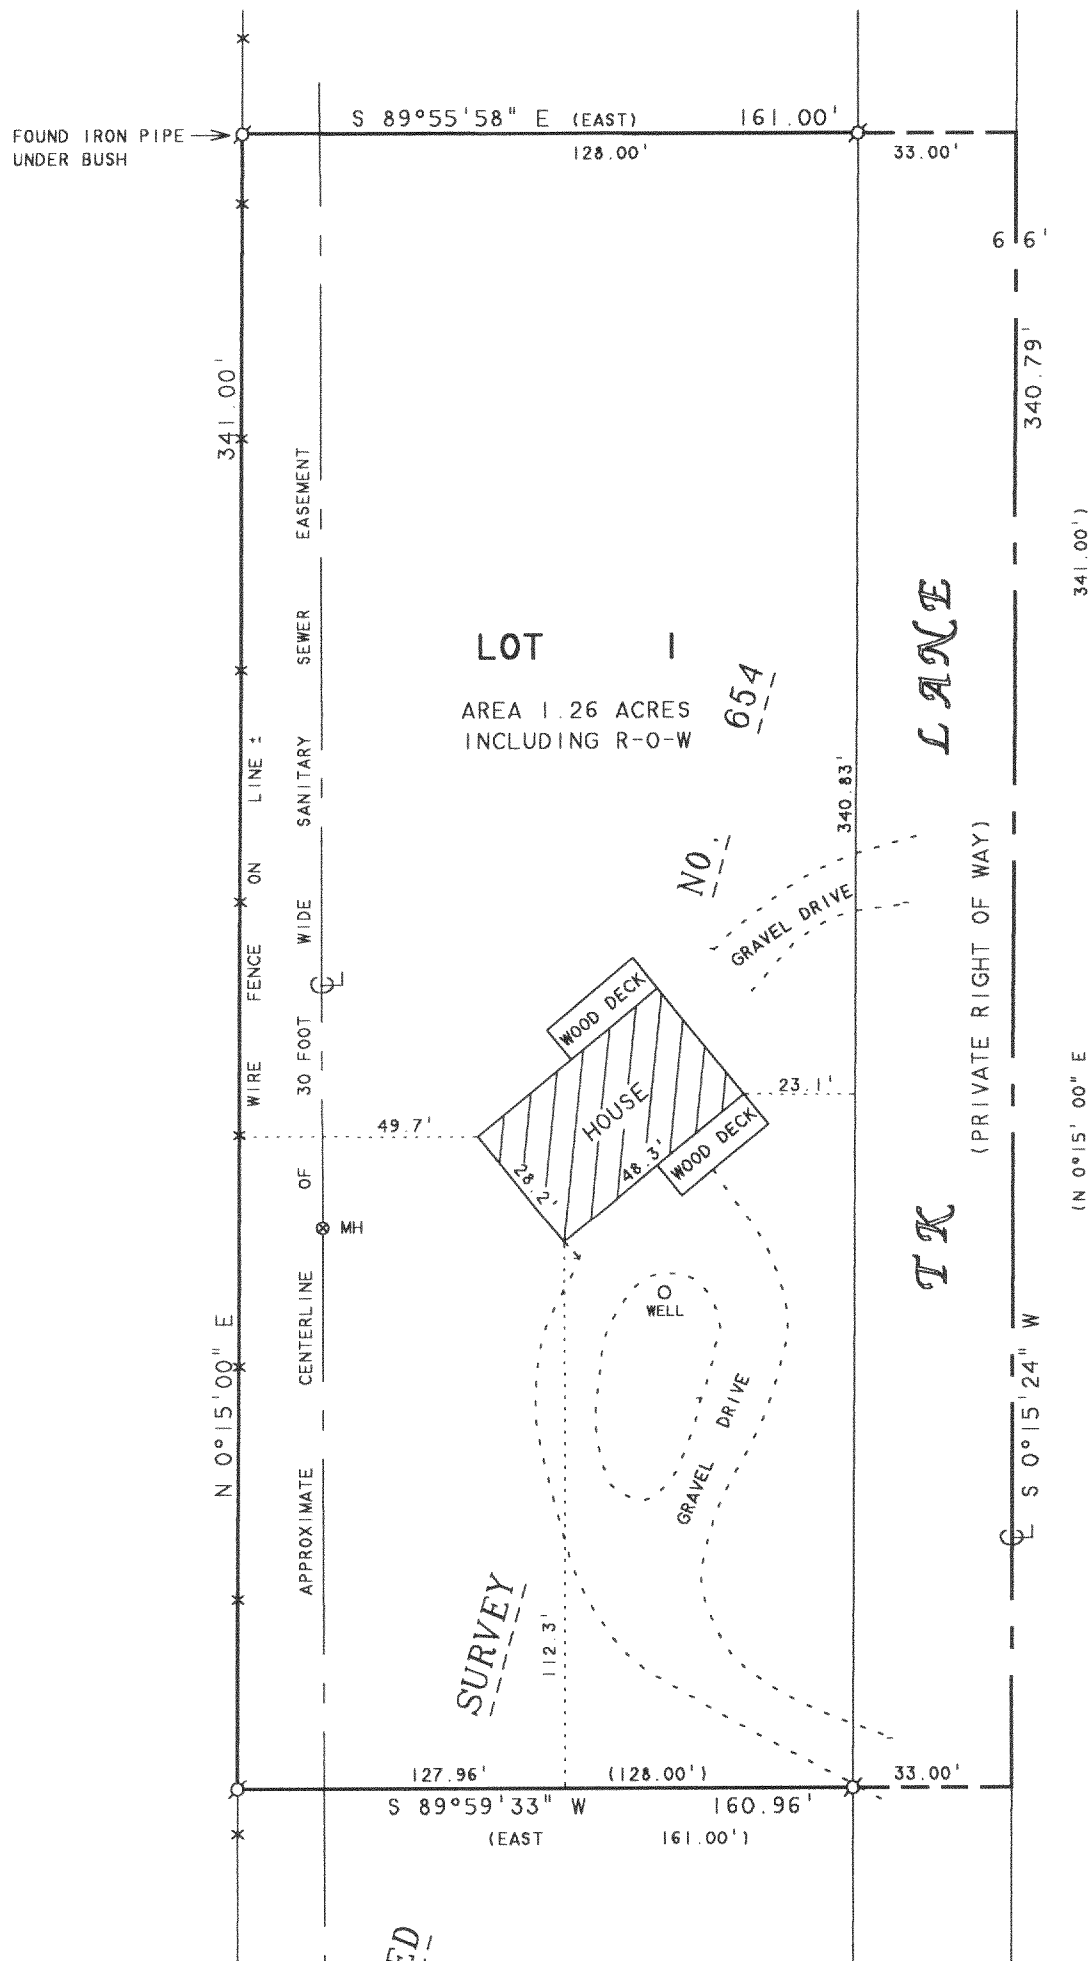 S 89°55'58" E (EAST) 161.00'
FOUND IRON PIPE
UNDER BUSH
128.00'
33.00'
66'
341.00'
340.79'
341.00')
LOT 1
AREA 1.26 ACRES
INCLUDING R-O-W
SURVEY NO. 654
340.83'
WIRE FENCE ON LINE ±
APPROXIMATE CENTERLINE OF 30 FOOT WIDE SANITARY SEWER EASEMENT
CL
GRAVEL DRIVE
TK LANE
(PRIVATE RIGHT OF WAY)
WOOD DECK
HOUSE
23.1'
49.7'
28.2'
48.3'
WOOD DECK
MH
(N 0°15'00" E
WELL
N 0°15'00" E
GRAVEL DRIVE
S 0°15'24" W
CL
112.3'
127.96' (128.00')
33.00'
S 89°59'33" W 160.96'
(EAST 161.00')
ED